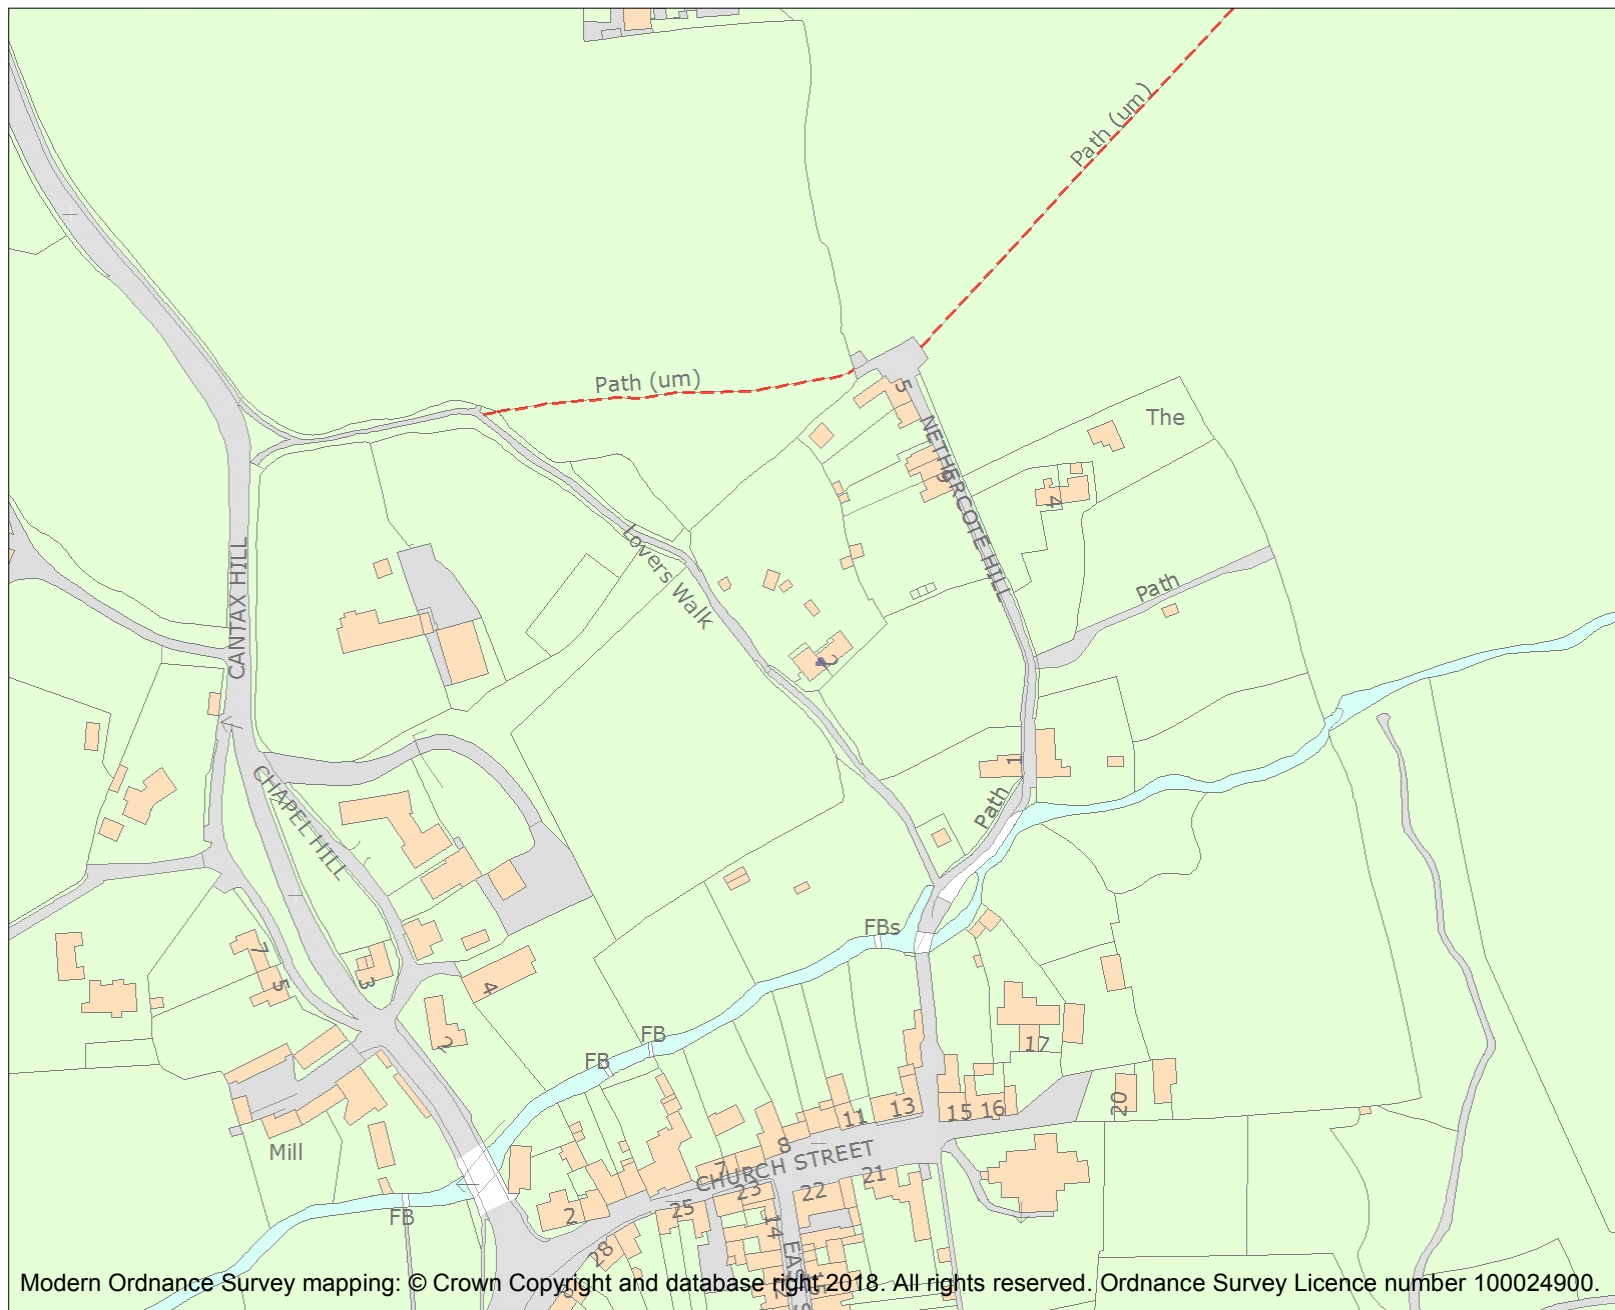 Path (um)
Path (um)
5
NETHERCOTE HILL
The
9
4
Lovers Walk
CANTAX HILL
Path
2
1
CHAPEL HILL
Path
FBs
7
5
3
4
2
FB
FB
17
20
Mill
11
13
15
16
8
CHURCH STREET
7
23
22
21
25
2
FB
14
28
EAS
Modern Ordnance Survey mapping: © Crown Copyright and database right 2018. All rights reserved. Ordnance Survey Licence number 100024900.